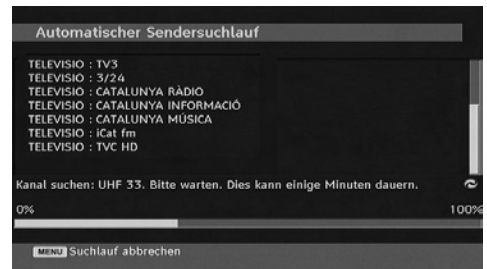 Automatischer Sendersuchlauf
TELEVISIO : TV3
TELEVISIO : 3/24
TELEVISIO : CATALUNYA RÀDIO
TELEVISIO : CATALUNYA INFORMACIÓ
TELEVISIO : CATALUNYA MÚSICA
TELEVISIO : iCat fm
TELEVISIO : TVC HD
Kanal suchen: UHF 33. Bitte warten. Dies kann einige Minuten dauern.
0% 100%
MENU Suchlauf abbrechen